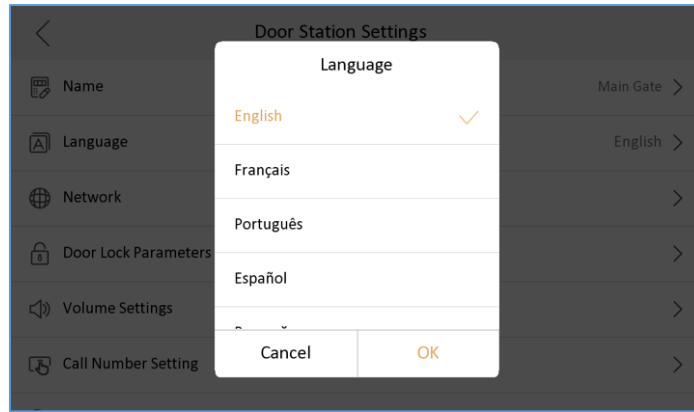 Door Station Settings
Language
Name
Main Gate
English
Language
English
Français
Network
Português
Door Lock Parameters
Español
Volume Settings
Cancel
OK
Call Number Setting